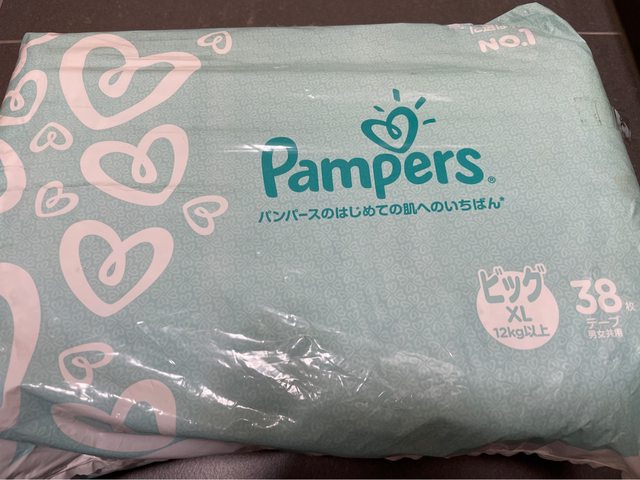 NO.1
Pampers®
パンパースのはじめての肌へのいちばん*
ビッグ
XL
12kg以上
38枚
テープ
男女共用